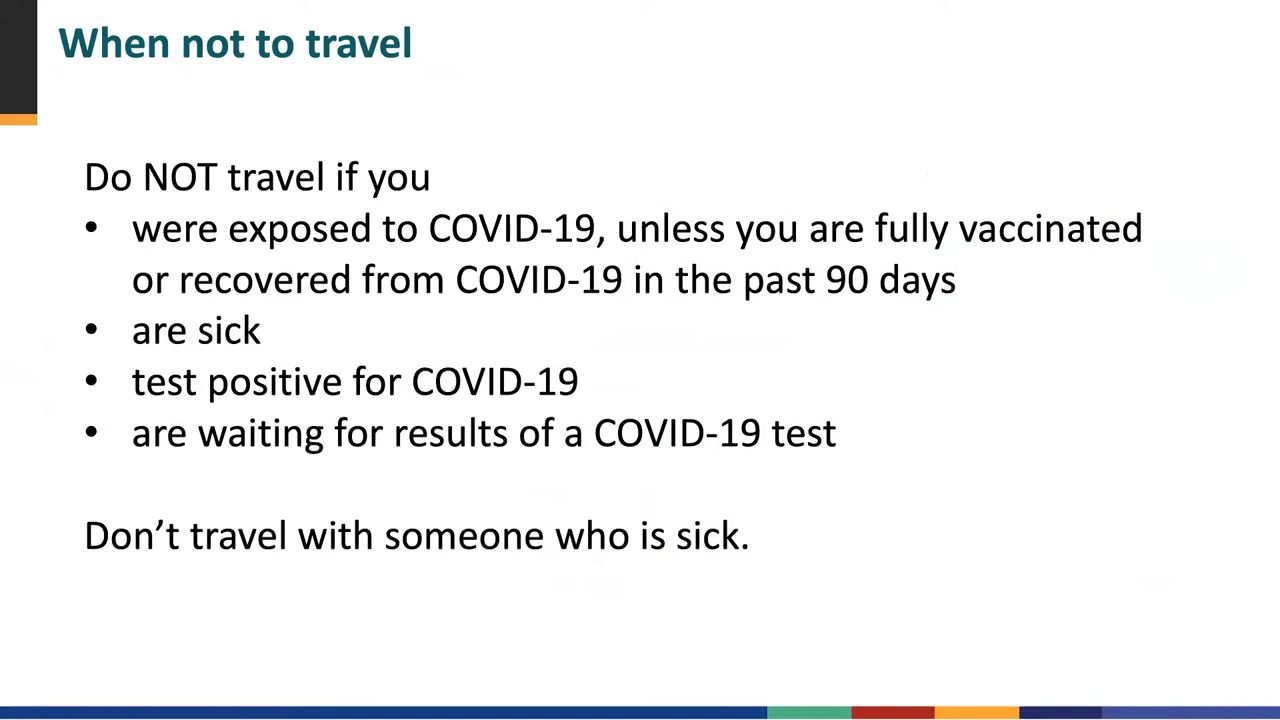 When not to travel
Do NOT travel if you
• were exposed to COVID-19, unless you are fully vaccinated
or recovered from COVID-19 in the past 90 days
• are sick
• test positive for COVID-19
• are waiting for results of a COVID-19 test
Don’t travel with someone who is sick.